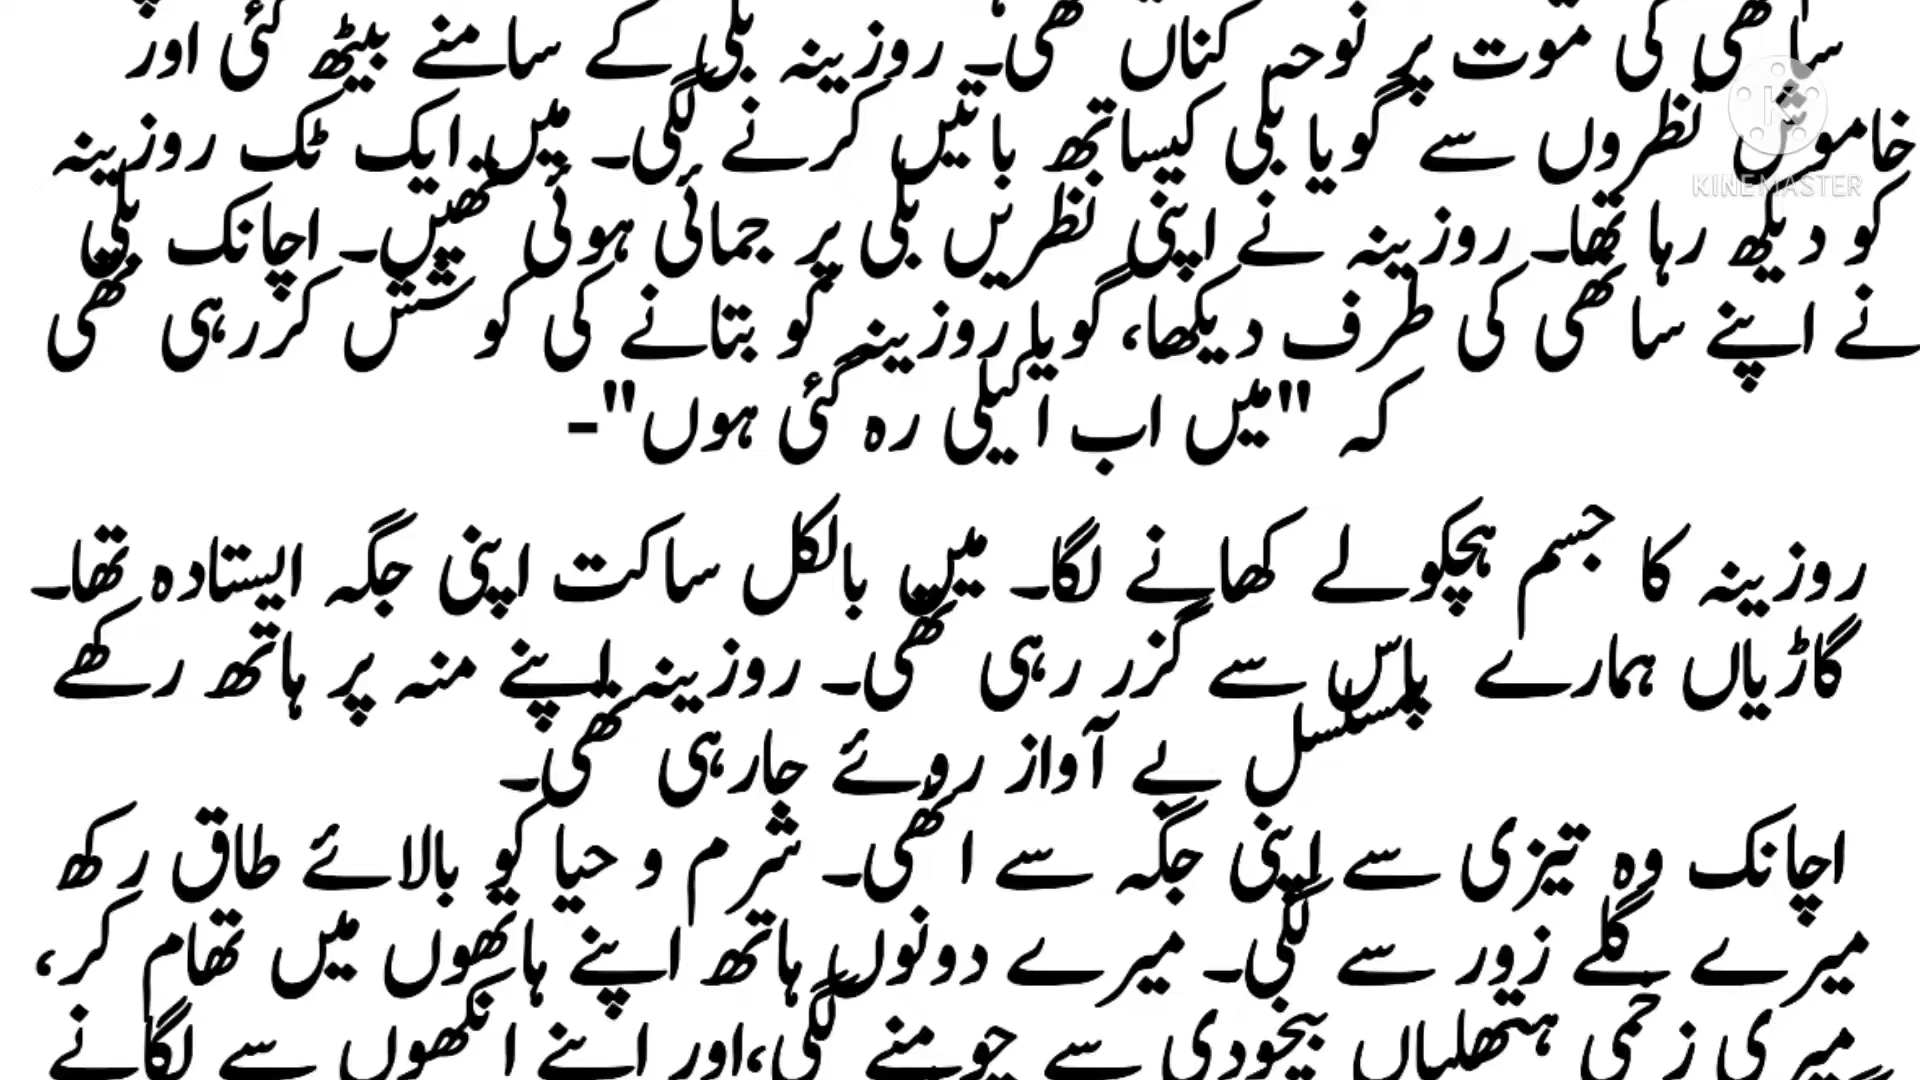 ساتھی کی موت پر نوحہ کناں تھی۔ روزینہ بلی کے سامنے بیٹھ گئی اور
خاموش نظروں سے گویا بلی کیساتھ باتیں کرنے لگی۔ میں ایک ٹک روزینہ
کو دیکھ رہا تھا۔ روزینہ نے اپنی نظریں بلی پر جمائی ہوئی تھیں۔ اچانک بلی
نے اپنے ساتھی کی طرف دیکھا، گویا روزینہ کو بتانے کی کوشش کررہی تھی
کہ "میں اب اکیلی رہ گئی ہوں"-
روزینہ کا جسم ہچکولے کھانے لگا۔ میں بالکل ساکت اپنی جگہ ایستادہ تھا۔
گاڑیاں ہمارے پاس سے گزر رہی تھی۔ روزینہ اپنے منہ پر ہاتھ رکھے
مسلسل بے آواز روئے جارہی تھی۔
اچانک وہ تیزی سے اپنی جگہ سے اٹھی۔ شرم و حیا کو بالائے طاق رکھ
میرے گلے زور سے لگی۔ میرے دونوں ہاتھ اپنے ہاتھوں میں تھام کر،
میری زخمی ہتھلیاں بیخودی سے چومنے لگی،اور اپنے انکھوں سے لگانے
KINEMASTER